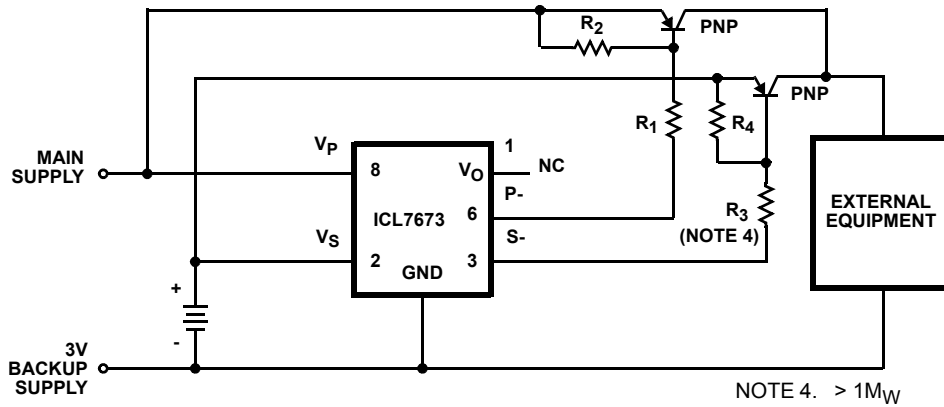 R2
PNP
PNP
R1
R4
MAIN
SUPPLY
VP
8
1
VO
NC
P-
ICL7673
6
R3
(NOTE 4)
EXTERNAL
EQUIPMENT
VS
S-
2
GND
3
+
-
3V
BACKUP
SUPPLY
NOTE 4. > 1MW